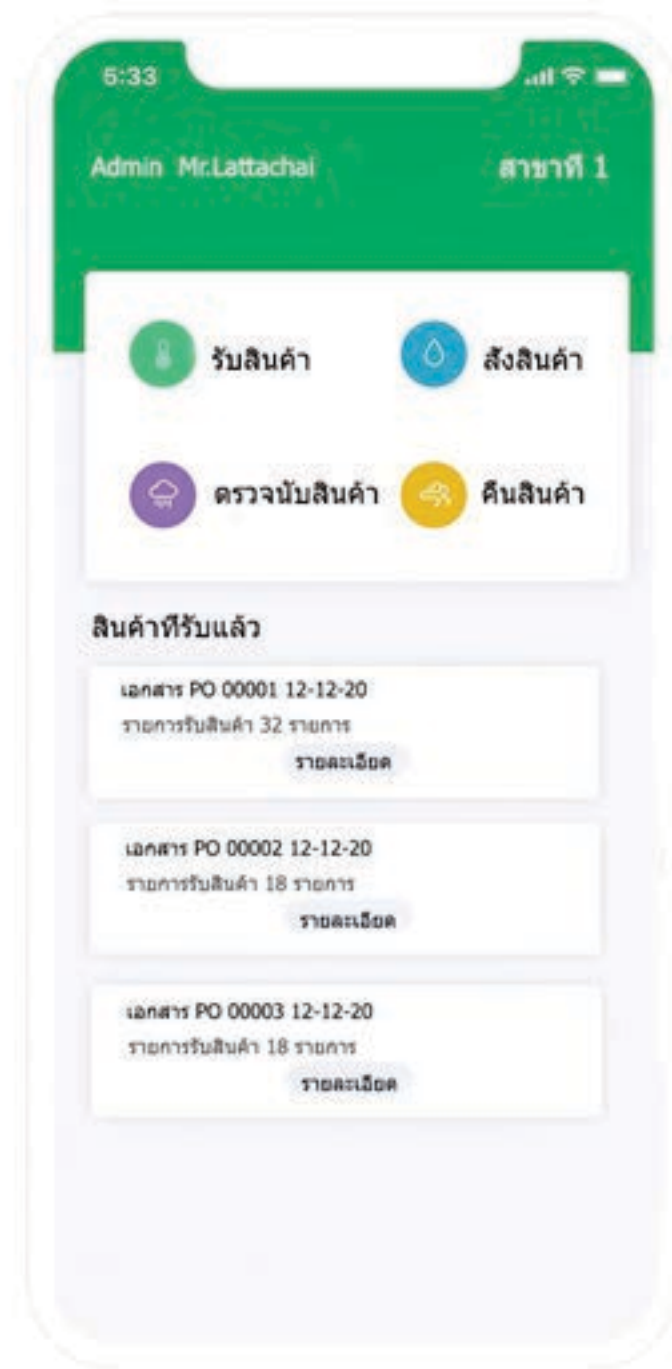 5:33
Admin Mr.Lattachai
สาขาที่ 1
รับสินค้า
สั่งสินค้า
ตรวจนับสินค้า
คืนสินค้า
สินค้าที่รับแล้ว
เอกสาร PO 00001 12-12-20
รายการรับสินค้า 32 รายการ
รายละเอียด
เอกสาร PO 00002 12-12-20
รายการรับสินค้า 18 รายการ
รายละเอียด
เอกสาร PO 00003 12-12-20
รายการรับสินค้า 18 รายการ
รายละเอียด